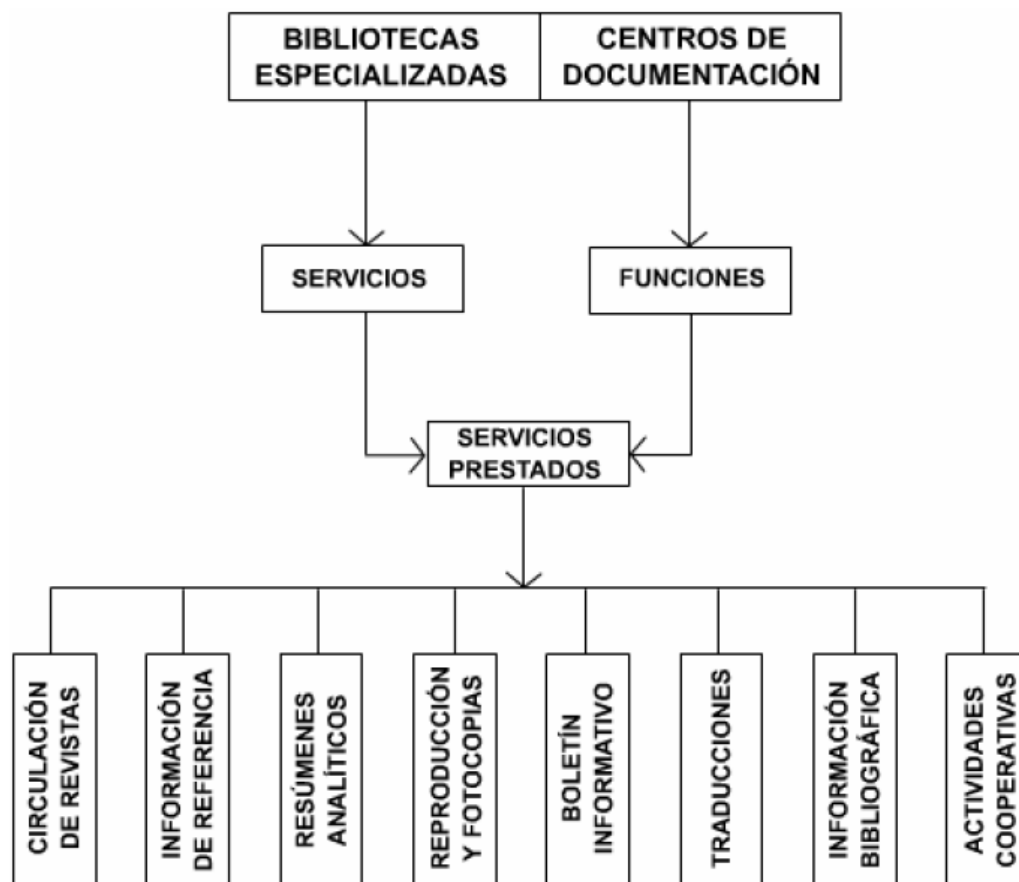 BIBLIOTECAS
ESPECIALIZADAS
CENTROS DE
DOCUMENTACIÓN
SERVICIOS
FUNCIONES
SERVICIOS
PRESTADOS
CIRCULACIÓN
DE REVISTAS
INFORMACIÓN
DE REFERENCIA
RESÚMENES
ANALÍTICOS
REPRODUCCIÓN
Y FOTOCOPIAS
BOLETÍN
INFORMATIVO
TRADUCCIONES
INFORMACIÓN
BIBLIOGRÁFICA
ACTIVIDADES
COOPERATIVAS